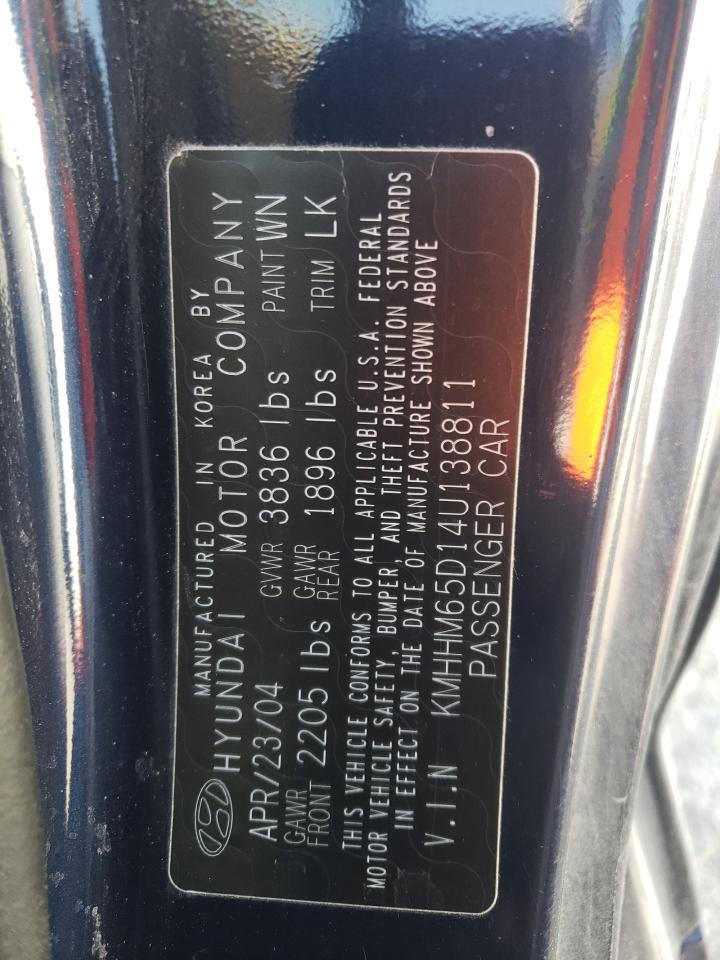 MANUFACTURED IN KOREA BY
HYUNDAI MOTOR COMPANY
APR/23/04 GVWR 3836 lbs PAINT WN
GAWR FRONT 2205 lbs GAWR REAR 1896 lbs TRIM LK
THIS VEHICLE CONFORMS TO ALL APPLICABLE U.S.A. FEDERAL
MOTOR VEHICLE SAFETY, BUMPER, AND THEFT PREVENTION STANDARDS
IN EFFECT ON THE DATE OF MANUFACTURE SHOWN ABOVE
V.I.N KMHHM65D14U138811
PASSENGER CAR